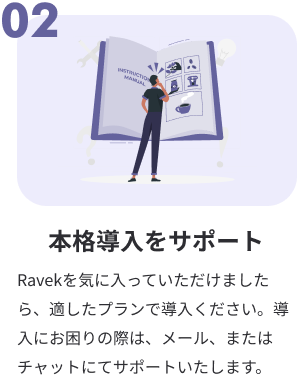 02
INSTRUCTION
MANUAL
本格導入をサポート
Ravekを気に入っていただけました
ら、適したプランで導入ください。導
入にお困りの際は、メール、または
チャットにてサポートいたします。